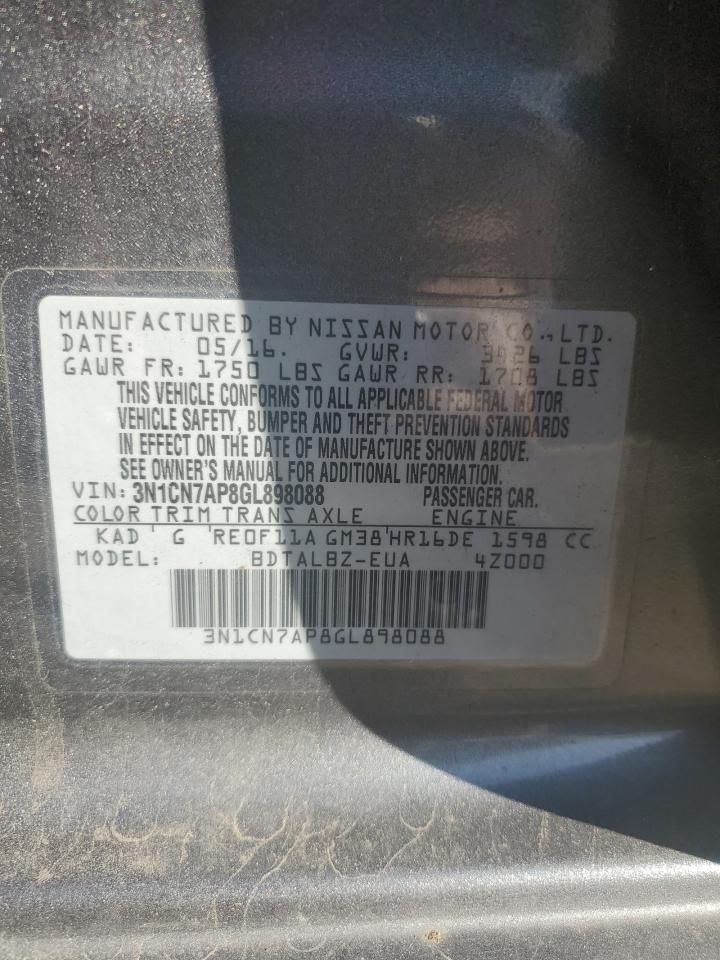 MANUFACTURED BY NISSAN MOTOR CO., LTD.
DATE: 05/16. GVWR: 3426 LBS
GAWR FR: 1750 LBS GAWR RR: 1708 LBS
THIS VEHICLE CONFORMS TO ALL APPLICABLE FEDERAL MOTOR
VEHICLE SAFETY, BUMPER AND THEFT PREVENTION STANDARDS
IN EFFECT ON THE DATE OF MANUFACTURE SHOWN ABOVE.
SEE OWNER'S MANUAL FOR ADDITIONAL INFORMATION.
VIN: 3N1CN7AP8GL898088 PASSENGER CAR.
COLOR TRIM TRANS AXLE ENGINE
KAD G RE0F11A GM38 HR16DE 1598 CC
MODEL: BDTALBZ-EUA 4Z000
3N1CN7AP8GL898088